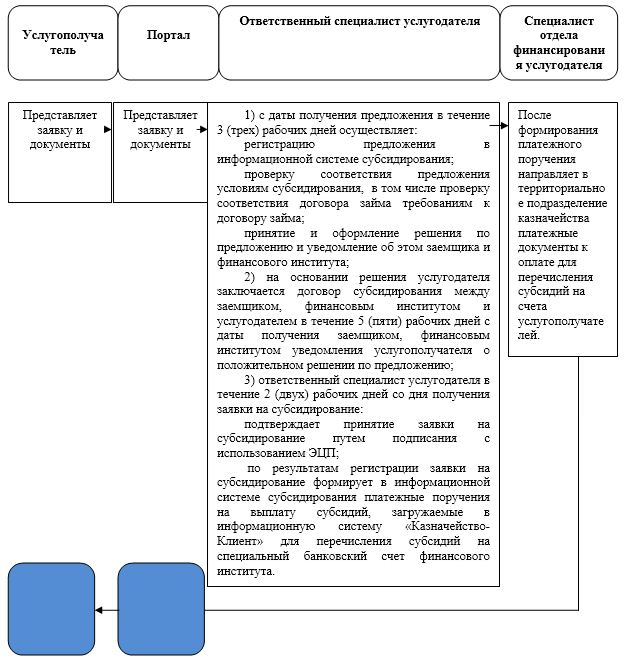 Услугополуча
тель
Портал
Ответственный специалист услугодателя
Специалист
отдела
финансировани
я услугодателя
Представляет
заявку и
документы
Представляет
заявку и
документы
1) с даты получения предложения в течение
3 (трех) рабочих дней осуществляет:
регистрацию предложения в
информационной системе субсидирования;
проверку соответствия предложения
условиям субсидирования, в том числе проверку
соответствия договора займа требованиям к
договору займа;
принятие и оформление решения по
предложению и уведомление об этом заемщика и
финансового института;
2) на основании решения услугодателя
заключается договор субсидирования между
заемщиком, финансовым институтом и
услугодателем в течение 5 (пяти) рабочих дней с
даты получения заемщиком, финансовым
институтом уведомления услугополучателя о
положительном решении по предложению;
3) ответственный специалист услугодателя в
течение 2 (двух) рабочих дней со дня получения
заявки на субсидирование:
подтверждает принятие заявки на
субсидирование путем подписания с
использованием ЭЦП;
по результатам регистрации заявки на
субсидирование формирует в информационной
системе субсидирования платежные поручения
на выплату субсидий, загружаемые в
информационную систему «Казначейство-
Клиент» для перечисления субсидий на
специальный банковский счет финансового
института.
После
формирования
платежного
поручения
направляет в
территориально
е подразделение
казначейства
платежные
документы к
оплате для
перечисления
субсидий на
счета
услугополучате
лей.